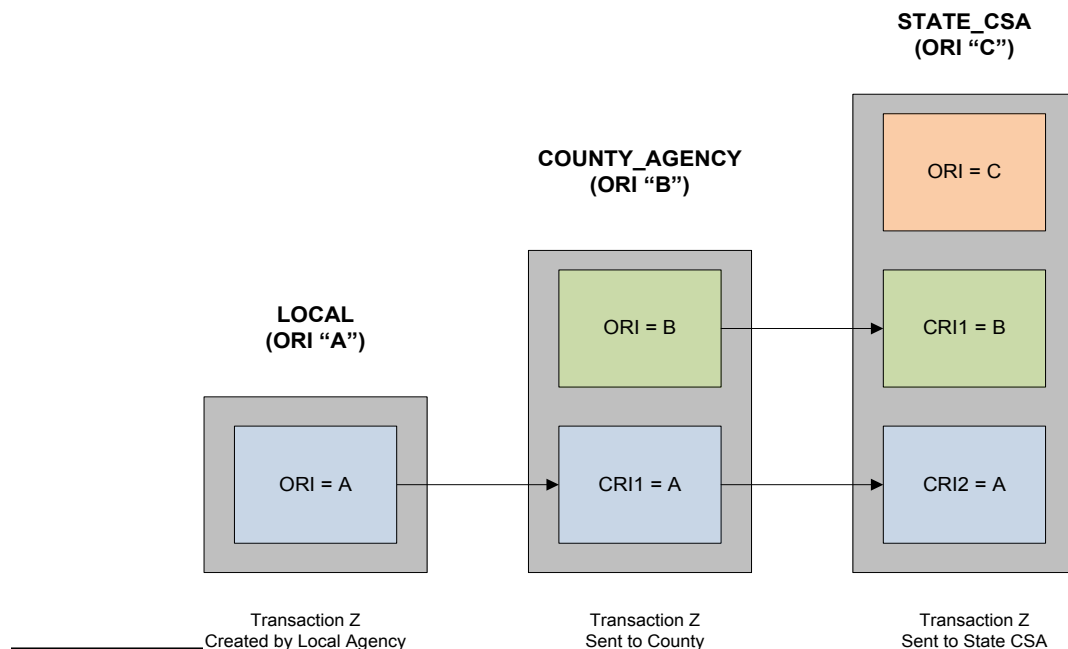 STATE_CSA
(ORI “C”)
ORI = C
COUNTY_AGENCY
(ORI “B”)
ORI = B
CRI1 = B
LOCAL
(ORI “A”)
ORI = A
CRI1 = A
CRI2 = A
Transaction Z
Created by Local Agency
Transaction Z
Sent to County
Transaction Z
Sent to State CSA